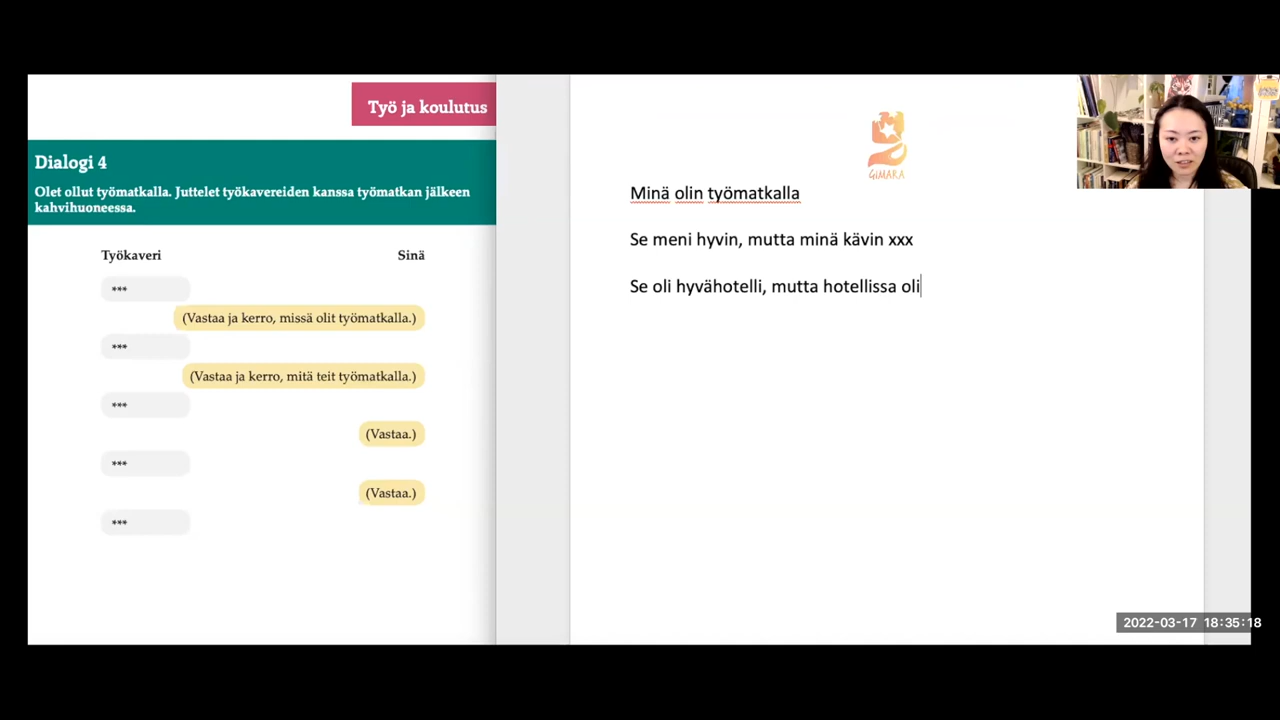 Työ ja koulutus
Dialogi 4
Olet ollut työmatkalla. Juttelet työkavereiden kanssa työmatkan jälkeen
kahvihuoneessa.
Työkaveri
Sinä
***
(Vastaa ja kerro, missä olit työmatkalla.)
***
(Vastaa ja kerro, mitä teit työmatkalla.)
***
(Vastaa.)
***
(Vastaa.)
***
GIMARA
Minä olin työmatkalla
Se meni hyvin, mutta minä kävin xxx
Se oli hyvähotelli, mutta hotellissa oli
2022-03-17 18:35:18